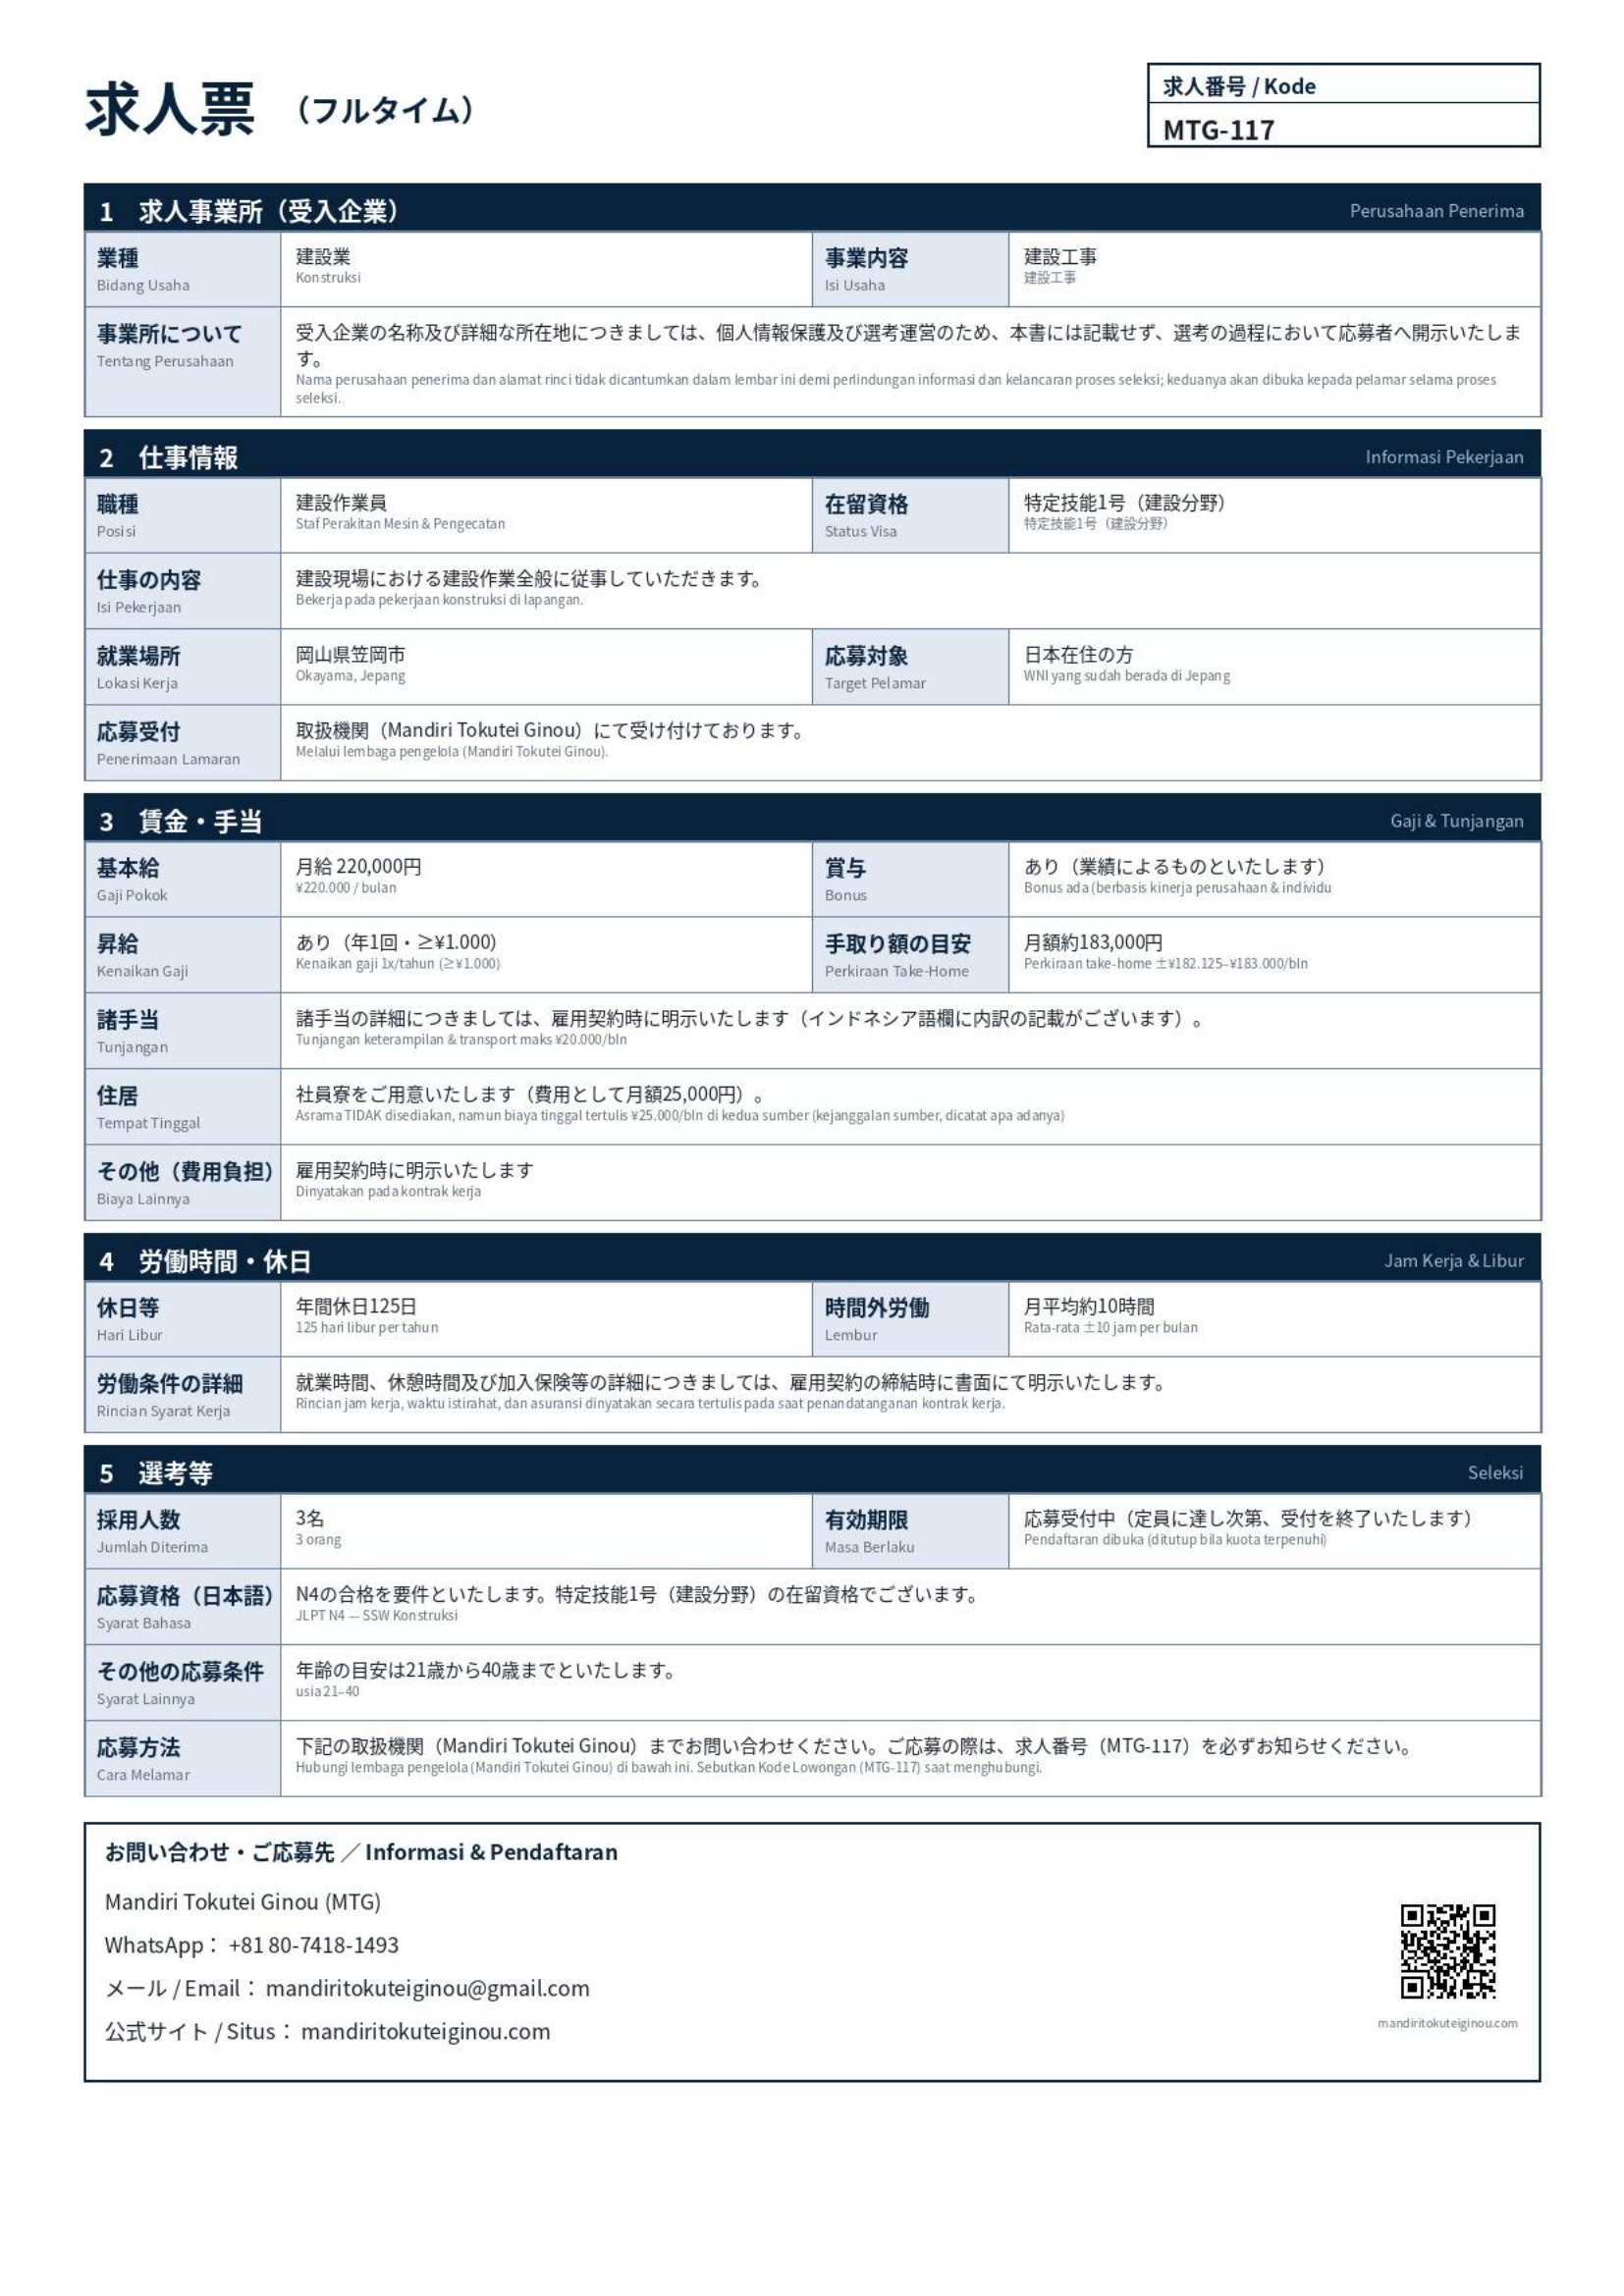 求人票 （フルタイム）
求人番号 / Kode
MTG-117
1 求人事業所（受入企業） Perusahaan Penerima
業種 建設業 事業内容 建設工事
Bidang Usaha Konstruksi Isi Usaha 建設工事
事業所について 受入企業の名称及び詳細な所在地につきましては、個人情報保護及び選考運営のため、本書には記載せず、選考の過程において応募者へ開示いたしま
す。
Tentang Perusahaan
Nama perusahaan penerima dan alamat rinci tidak dicantumkan dalam lembar ini demi perlindungan informasi dan kelancaran proses seleksi; keduanya akan dibuka kepada pelamar selama proses
seleksi.
2 仕事情報 Informasi Pekerjaan
職種 建設作業員 在留資格 特定技能1号（建設分野）
Posisi Staf Perakitan Mesin & Pengecatan Status Visa 特定技能1号（建設分野）
仕事の内容 建設現場における建設作業全般に従事していただきます。
Isi Pekerjaan Bekerja pada pekerjaan konstruksi di lapangan.
就業場所 岡山県笠岡市 応募対象 日本在住の方
Lokasi Kerja Okayama, Jepang Target Pelamar WNI yang sudah berada di Jepang
応募受付 取扱機関（Mandiri Tokutei Ginou）にて受け付けております。
Penerimaan Lamaran Melalui lembaga pengelola (Mandiri Tokutei Ginou).
3 賃金・手当 Gaji & Tunjangan
基本給 月給 220,000円 賞与 あり（業績によるものといたします）
Gaji Pokok ¥220.000 / bulan Bonus Bonus ada (berbasis kinerja perusahaan & individu
昇給 あり（年1回・≥¥1.000) 手取り額の目安 月額約183,000円
Kenaikan Gaji Kenaikan gaji 1x/tahun (≥¥1.000) Perkiraan Take-Home Perkiraan take-home ±¥182.125–¥183.000/bln
諸手当 諸手当の詳細につきましては、雇用契約時に明示いたします（インドネシア語欄に内訳の記載がございます）。
Tunjangan Tunjangan keterampilan & transport maks ¥20.000/bln
住居 社員寮をご用意いたします（費用として月額25,000円）。
Tempat Tinggal Asrama TIDAK disediakan, namun biaya tinggal tertulis ¥25.000/bln di kedua sumber (kejanggalan sumber, dicatat apa adanya)
その他（費用負担） 雇用契約時に明示いたします
Biaya Lainnya Dinyatakan pada kontrak kerja
4 労働時間・休日 Jam Kerja & Libur
休日等 年間休日125日 時間外労働 月平均約10時間
Hari Libur 125 hari libur per tahun Lembur Rata-rata ±10 jam per bulan
労働条件の詳細 就業時間、休憩時間及び加入保険等の詳細につきましては、雇用契約の締結時に書面にて明示いたします。
Rincian Syarat Kerja Rincian jam kerja, waktu istirahat, dan asuransi dinyatakan secara tertulis pada saat penandatanganan kontrak kerja.
5 選考等 Seleksi
採用人数 3名 有効期限 応募受付中（定員に達し次第、受付を終了いたします）
Jumlah Diterima 3 orang Masa Berlaku Pendaftaran dibuka (ditutup bila kuota terpenuhi)
応募資格（日本語） N4の合格を要件といたします。特定技能1号（建設分野）の在留資格でございます。
Syarat Bahasa JLPT N4 — SSW Konstruksi
その他の応募条件 年齢の目安は21歳から40歳までといたします。
Syarat Lainnya usia 21–40
応募方法 下記の取扱機関（Mandiri Tokutei Ginou）までお問い合わせください。ご応募の際は、求人番号（MTG-117）を必ずお知らせください。
Cara Melamar Hubungi lembaga pengelola (Mandiri Tokutei Ginou) di bawah ini. Sebutkan Kode Lowongan (MTG-117) saat menghubungi.
お問い合わせ・ご応募先 ／ Informasi & Pendaftaran
Mandiri Tokutei Ginou (MTG)
WhatsApp： +81 80-7418-1493
メール / Email： mandiritokuteiginou@gmail.com
公式サイト / Situs： mandiritokuteiginou.com
mandiritokuteiginou.com